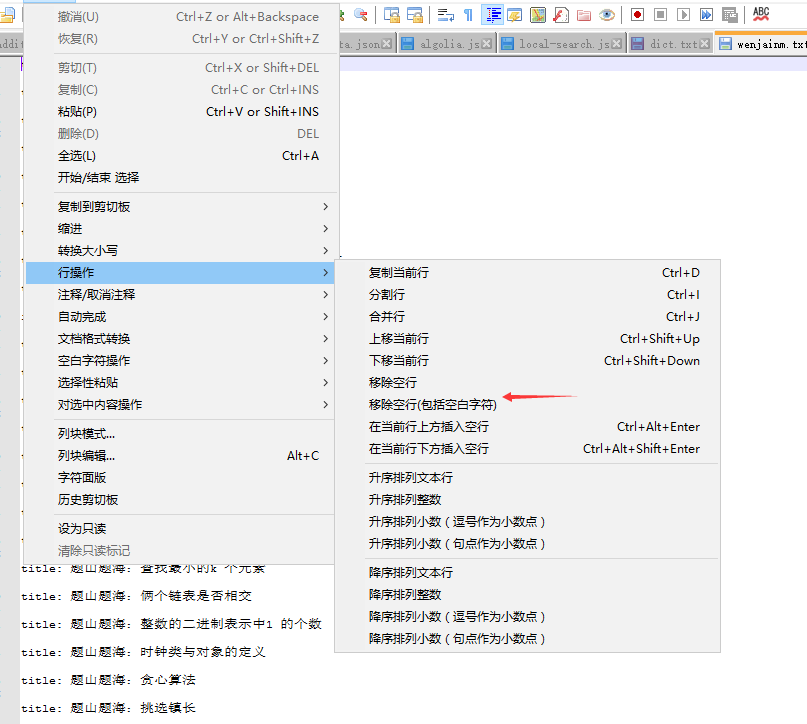 ABC
addit
ta.json
algolia.js
local-search.js
dict.txt
wenjainm.txt
撤消(U) Ctrl+Z or Alt+Backspace
恢复(R) Ctrl+Y or Ctrl+Shift+Z
剪切(T) Ctrl+X or Shift+DEL
复制(C) Ctrl+C or Ctrl+INS
粘贴(P) Ctrl+V or Shift+INS
删除(D) DEL
全选(L) Ctrl+A
开始/结束 选择
复制到剪切板
缩进
转换大小写
行操作
注释/取消注释
自动完成
文档格式转换
空白字符操作
选择性粘贴
对选中内容操作
列块模式...
列块编辑... Alt+C
字符面版
历史剪切板
设为只读
清除只读标记
复制当前行 Ctrl+D
分割行 Ctrl+I
合并行 Ctrl+J
上移当前行 Ctrl+Shift+Up
下移当前行 Ctrl+Shift+Down
移除空行
移除空行(包括空白字符)
在当前行上方插入空行 Ctrl+Alt+Enter
在当前行下方插入空行 Ctrl+Alt+Shift+Enter
升序排列文本行
升序排列整数
升序排列小数（逗号作为小数点）
升序排列小数（句点作为小数点）
降序排列文本行
降序排列整数
降序排列小数（逗号作为小数点）
降序排列小数（句点作为小数点）
title: 题山题海: 查找最小的k 个元素
title: 题山题海: 俩个链表是否相交
title: 题山题海: 整数的二进制表示中1 的个数
title: 题山题海: 时钟类与对象的定义
title: 题山题海: 贪心算法
title: 题山题海: 挑选镇长